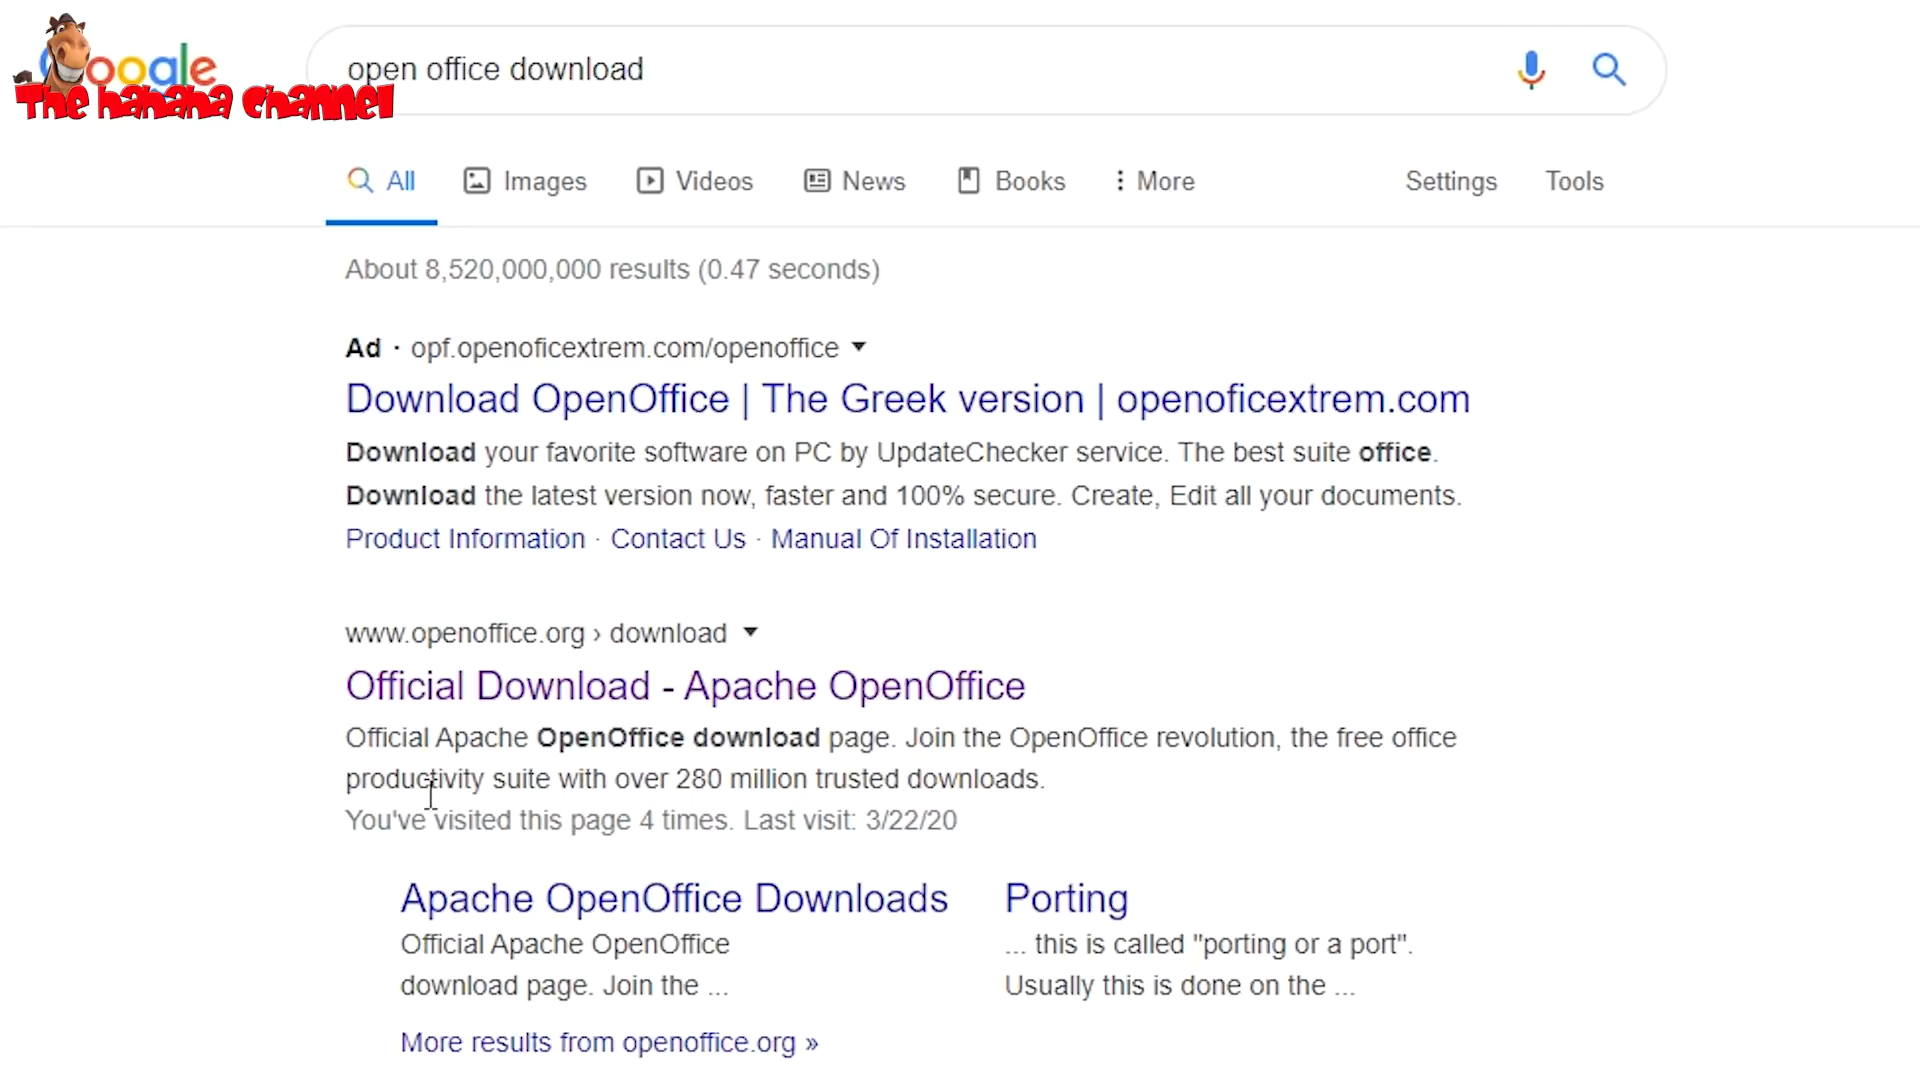 Google
The hahaha channel
open office download
All Images Videos News Books More Settings Tools
About 8,520,000,000 results (0.47 seconds)
Ad · opf.openoficextrem.com/openoffice
Download OpenOffice | The Greek version | openoficextrem.com
Download your favorite software on PC by UpdateChecker service. The best suite office.
Download the latest version now, faster and 100% secure. Create, Edit all your documents.
Product Information · Contact Us · Manual Of Installation
www.openoffice.org › download
Official Download - Apache OpenOffice
Official Apache OpenOffice download page. Join the OpenOffice revolution, the free office
productivity suite with over 280 million trusted downloads.
You've visited this page 4 times. Last visit: 3/22/20
Apache OpenOffice Downloads
Official Apache OpenOffice
download page. Join the ...
Porting
... this is called "porting or a port".
Usually this is done on the ...
More results from openoffice.org »